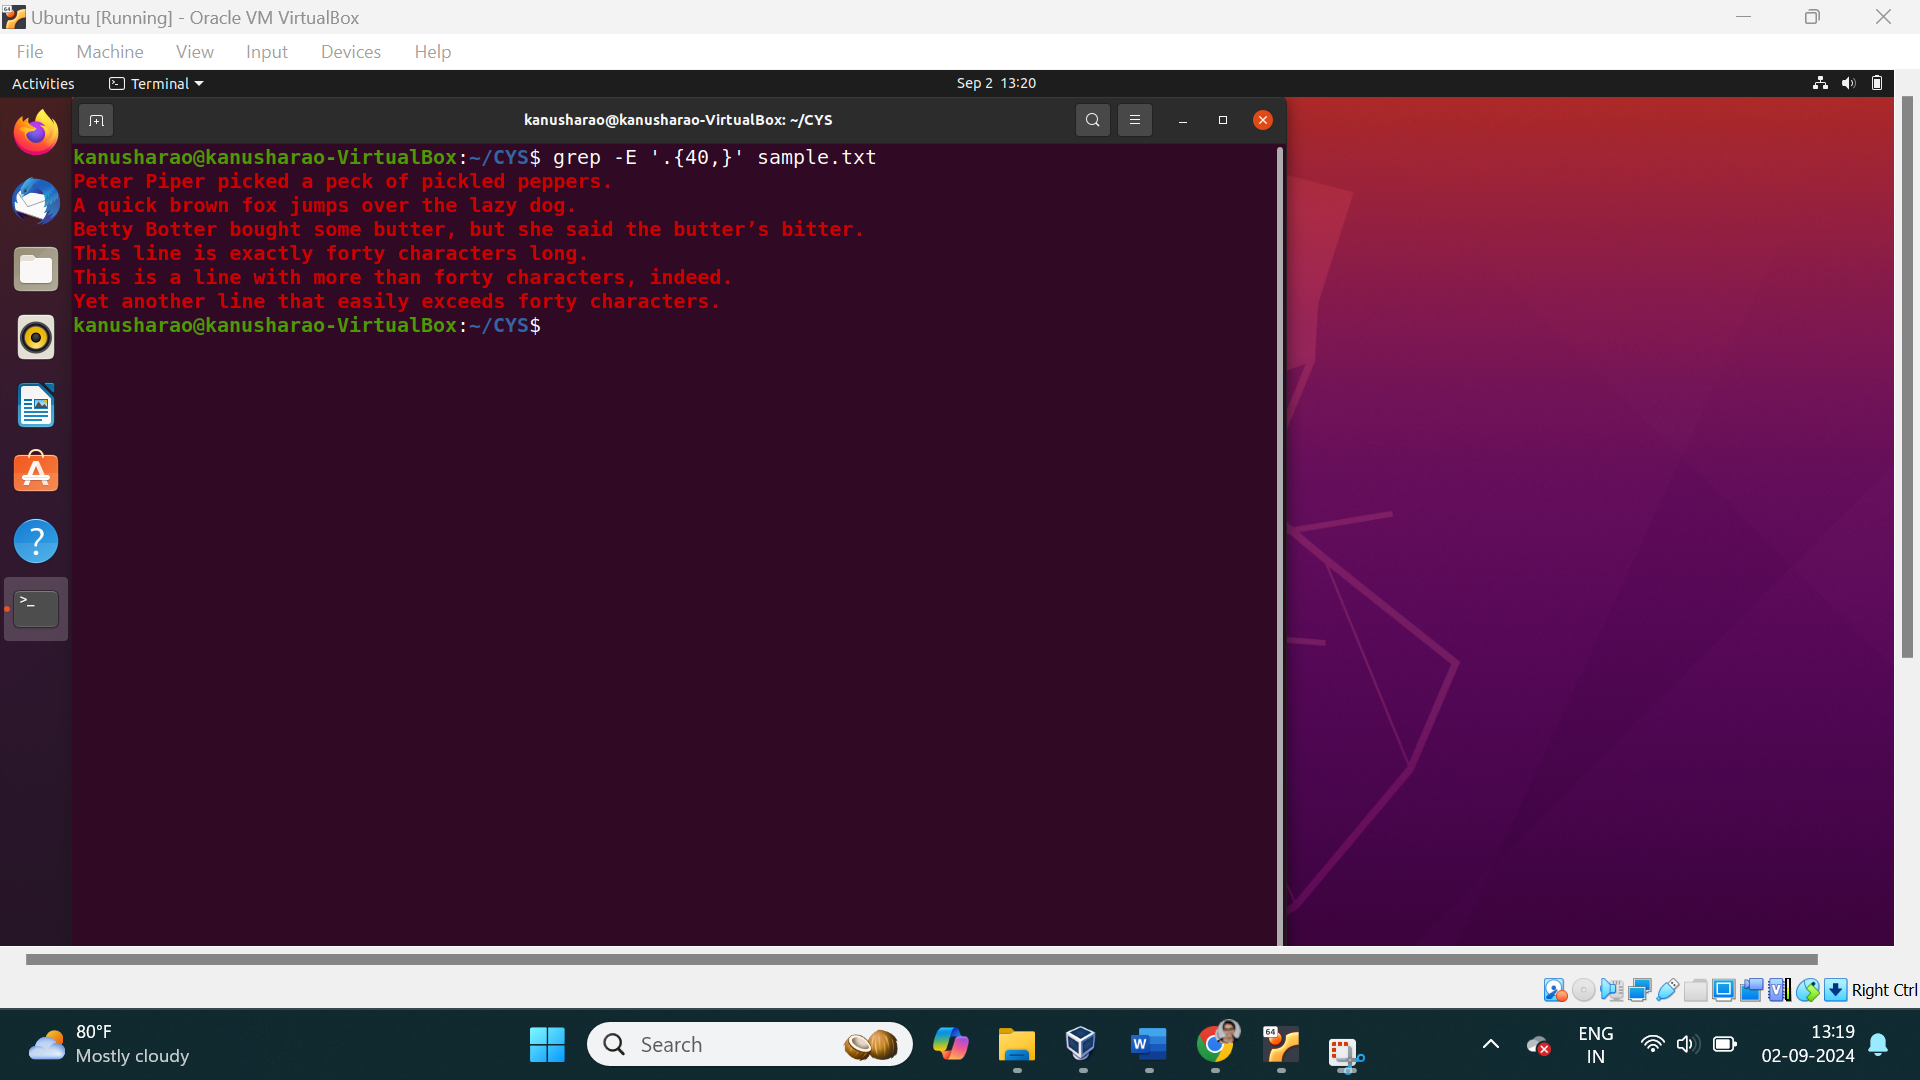 Ubuntu [Running] - Oracle VM VirtualBox
File Machine View Input Devices Help
Activities Terminal Sep 2 13:20
kanusharao@kanusharao-VirtualBox: ~/CYS
kanusharao@kanusharao-VirtualBox:~/CYS$ grep -E '.{40,}' sample.txt
Peter Piper picked a peck of pickled peppers.
A quick brown fox jumps over the lazy dog.
Betty Botter bought some butter, but she said the butter’s bitter.
This line is exactly forty characters long.
This is a line with more than forty characters, indeed.
Yet another line that easily exceeds forty characters.
kanusharao@kanusharao-VirtualBox:~/CYS$
Right Ctrl
80°F
Mostly cloudy
Search
64
ENG
IN
13:19
02-09-2024